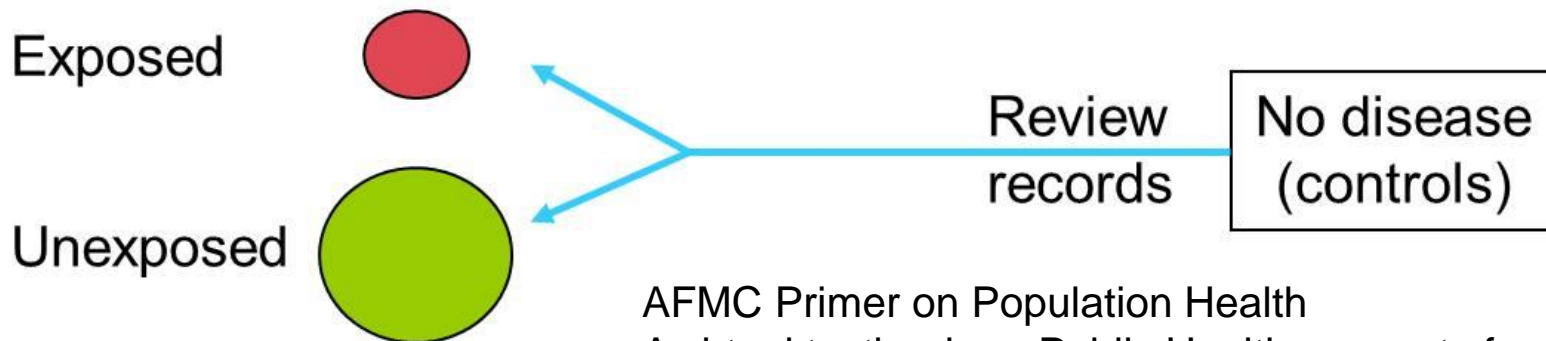 Exposed
Unexposed
Review
records
No disease
(controls)
AFMC Primer on Population Health